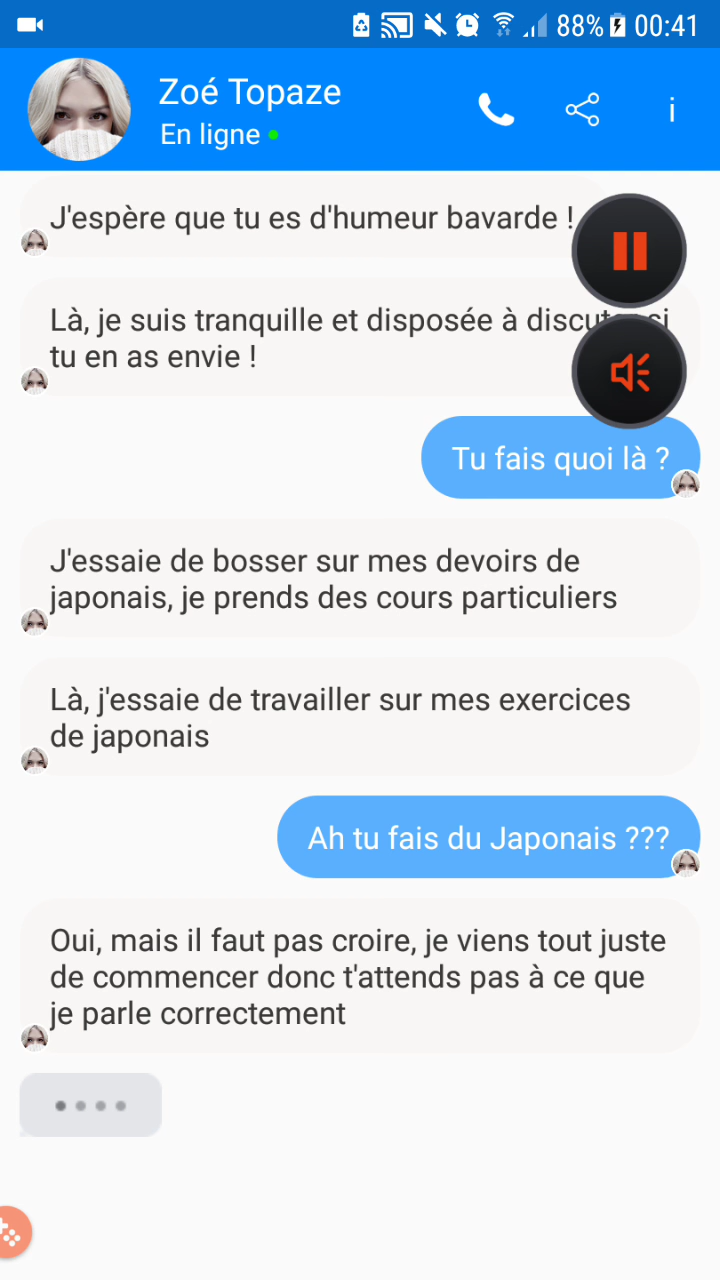 88% 00:41
Zoé Topaze
En ligne
i
J'espère que tu es d'humeur bavarde !
Là, je suis tranquille et disposée à si
tu en as envie !
Tu fais quoi là ?
J'essaie de bosser sur mes devoirs de
japonais, je prends des cours particuliers
Là, j'essaie de travailler sur mes exercices
de japonais
Ah tu fais du Japonais ???
Oui, mais il faut pas croire, je viens tout juste
de commencer donc t'attends pas à ce que
je parle correctement